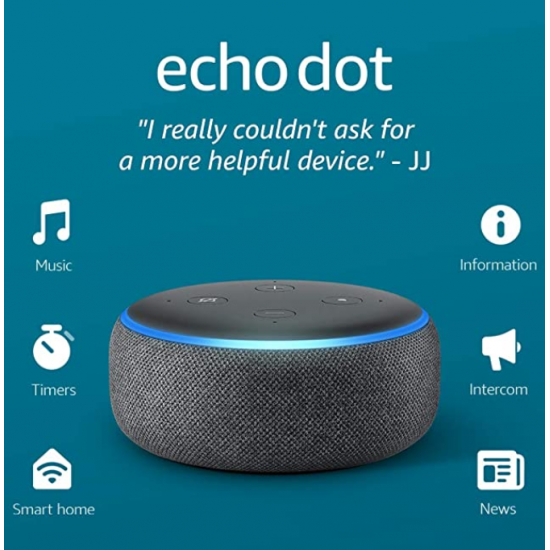 echo dot
"I really couldn't ask for
a more helpful device." - JJ
Music
Information
Timers
Intercom
Smart home
News